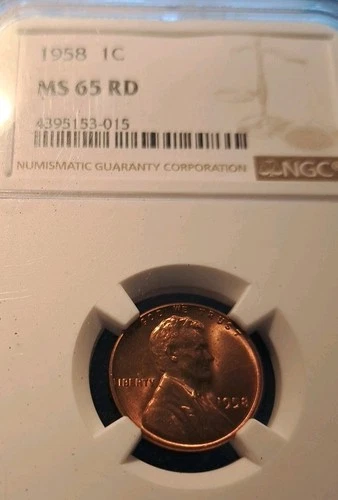 1958 1C
MS 65 RD
4395153-015
NUMISMATIC GUARANTY CORPORATION NGC
IN GOD WE TRUST
LIBERTY
1958